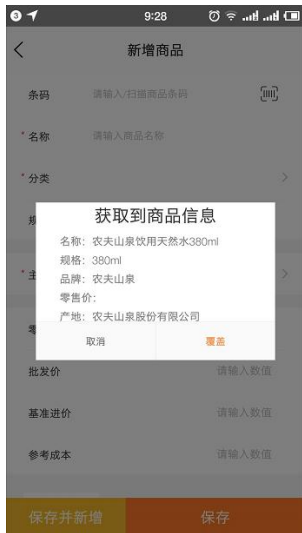 3 9:28
新增商品
条码 请输入/扫描商品条码
*名称 请输入商品名称
*分类
规
获取到商品信息
名称：农夫山泉饮用天然水380ml
规格：380ml
品牌：农夫山泉
*主
零售价：
产地：农夫山泉股份有限公司
零
取消 覆盖
批发价 请输入数值
基准进价 请输入数值
参考成本 请输入数值
保存并新增 保存